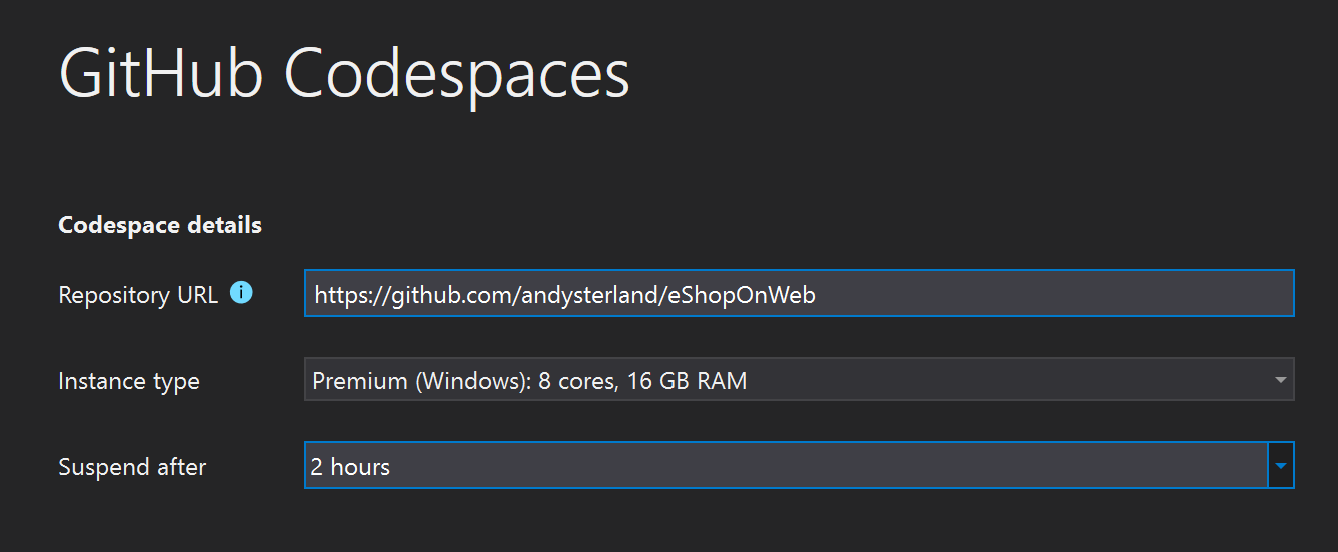 GitHub Codespaces
Codespace details
Repository URL i https://github.com/andysterland/eShopOnWeb
Instance type Premium (Windows): 8 cores, 16 GB RAM
Suspend after 2 hours